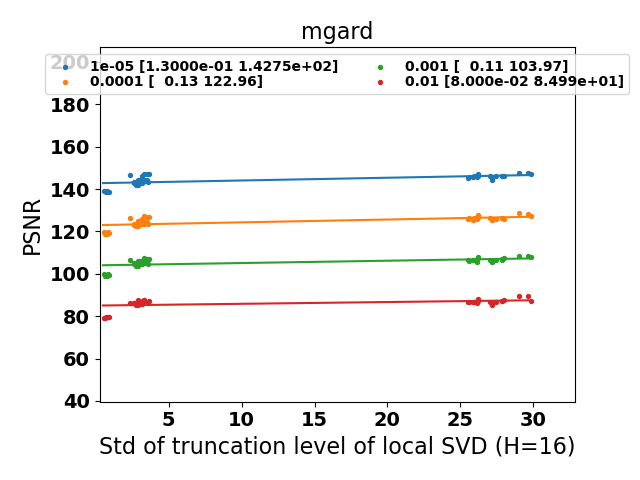 mgard
200
1e-05 [1.3000e-01 1.4275e+02]
0.0001 [  0.13 122.96]
0.001 [  0.11 103.97]
0.01 [8.000e-02 8.499e+01]
180
160
140
120
100
80
60
40
PSNR
5 10 15 20 25 30
Std of truncation level of local SVD (H=16)